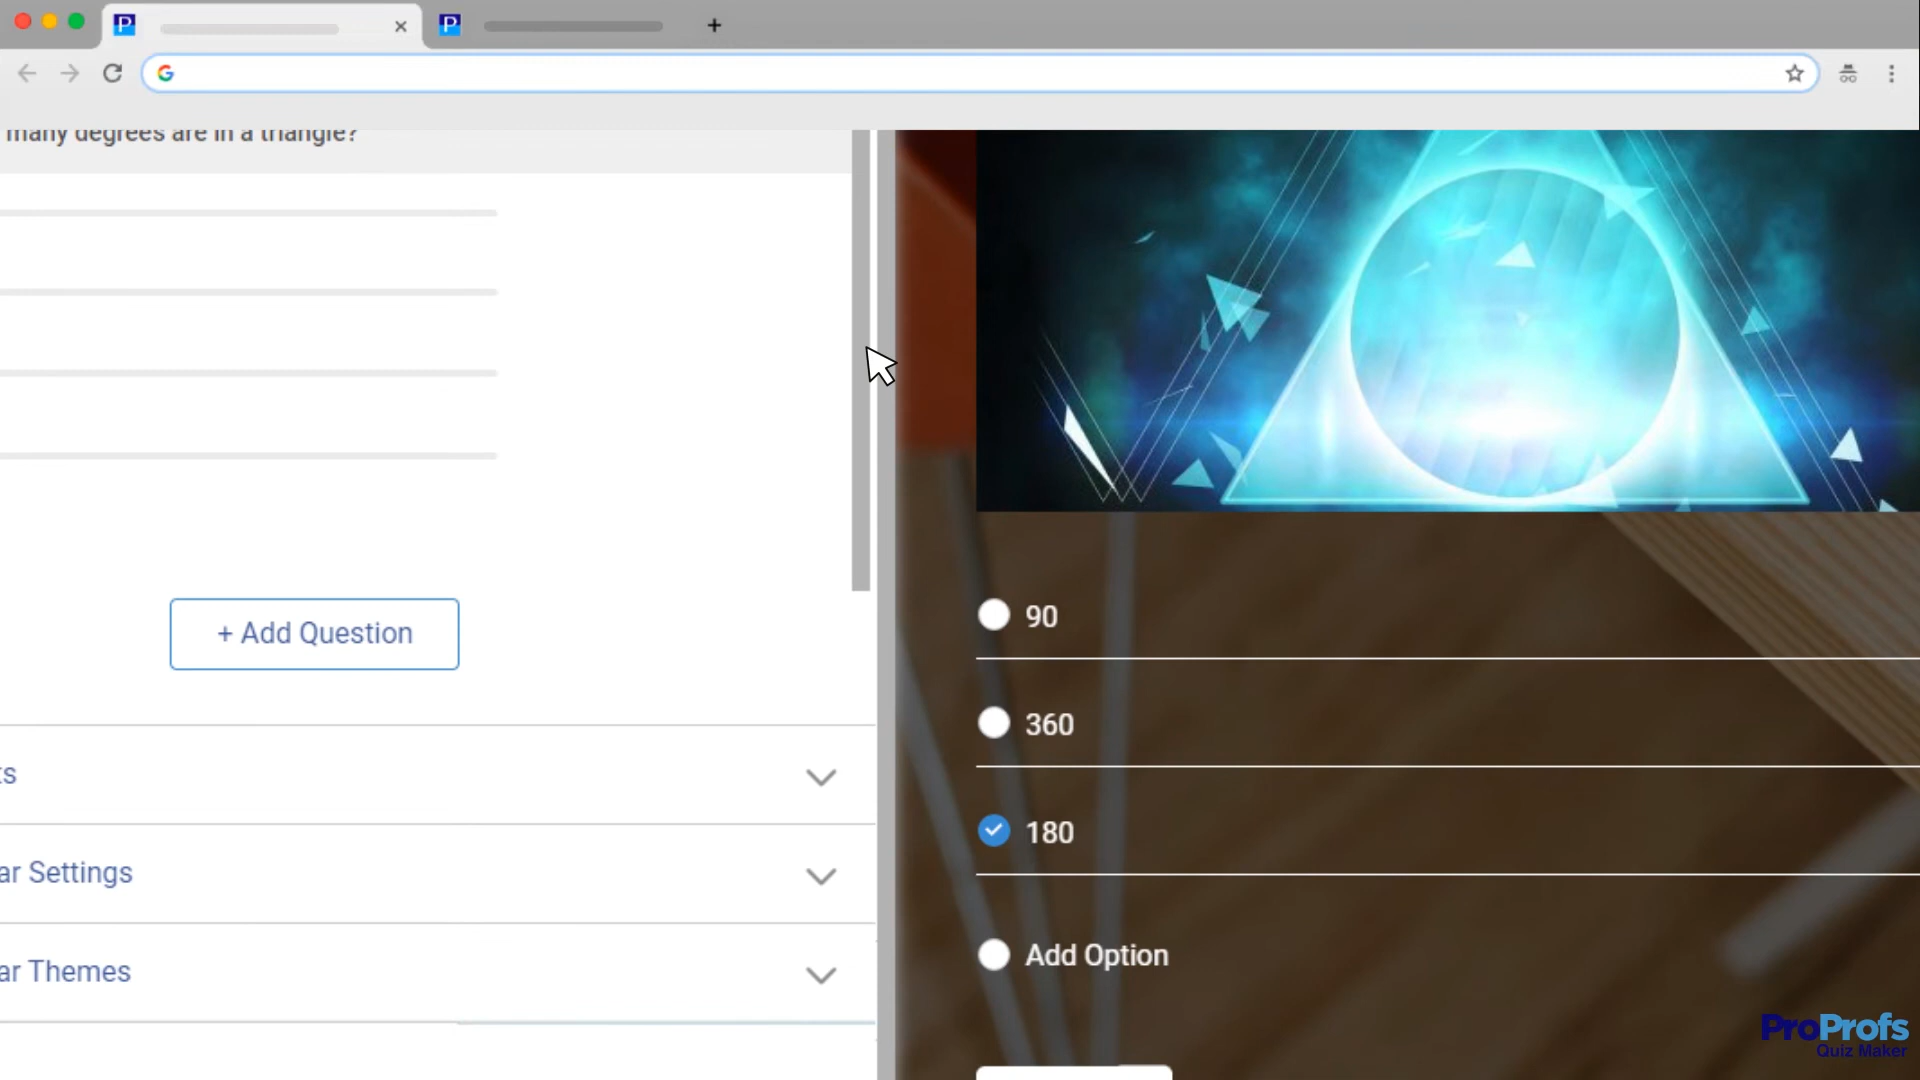 many degrees are in a triangle?
+ Add Question
ar Settings
ar Themes
90
360
180
Add Option
ProProfs
Quiz Maker